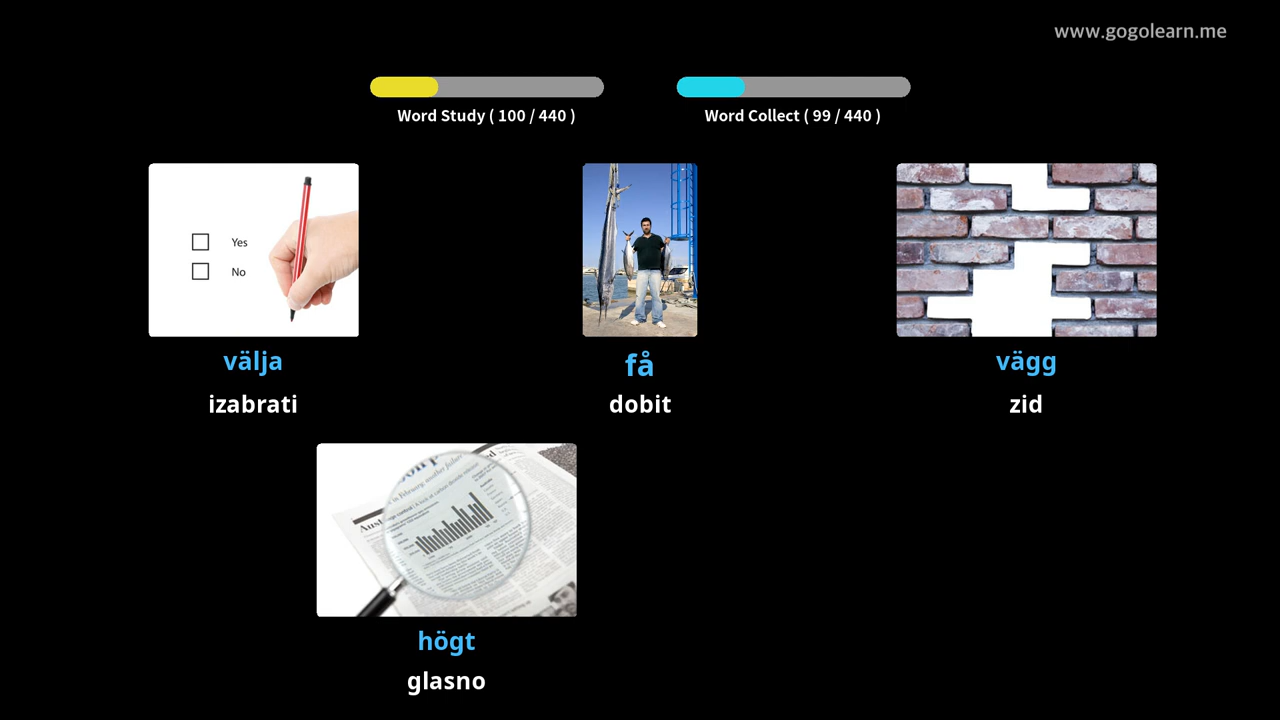 www.gogolearn.me
Word Study ( 100 / 440 )
Word Collect ( 99 / 440 )
Yes
No
välja
få
vägg
izabrati
dobit
zid
högt
glasno